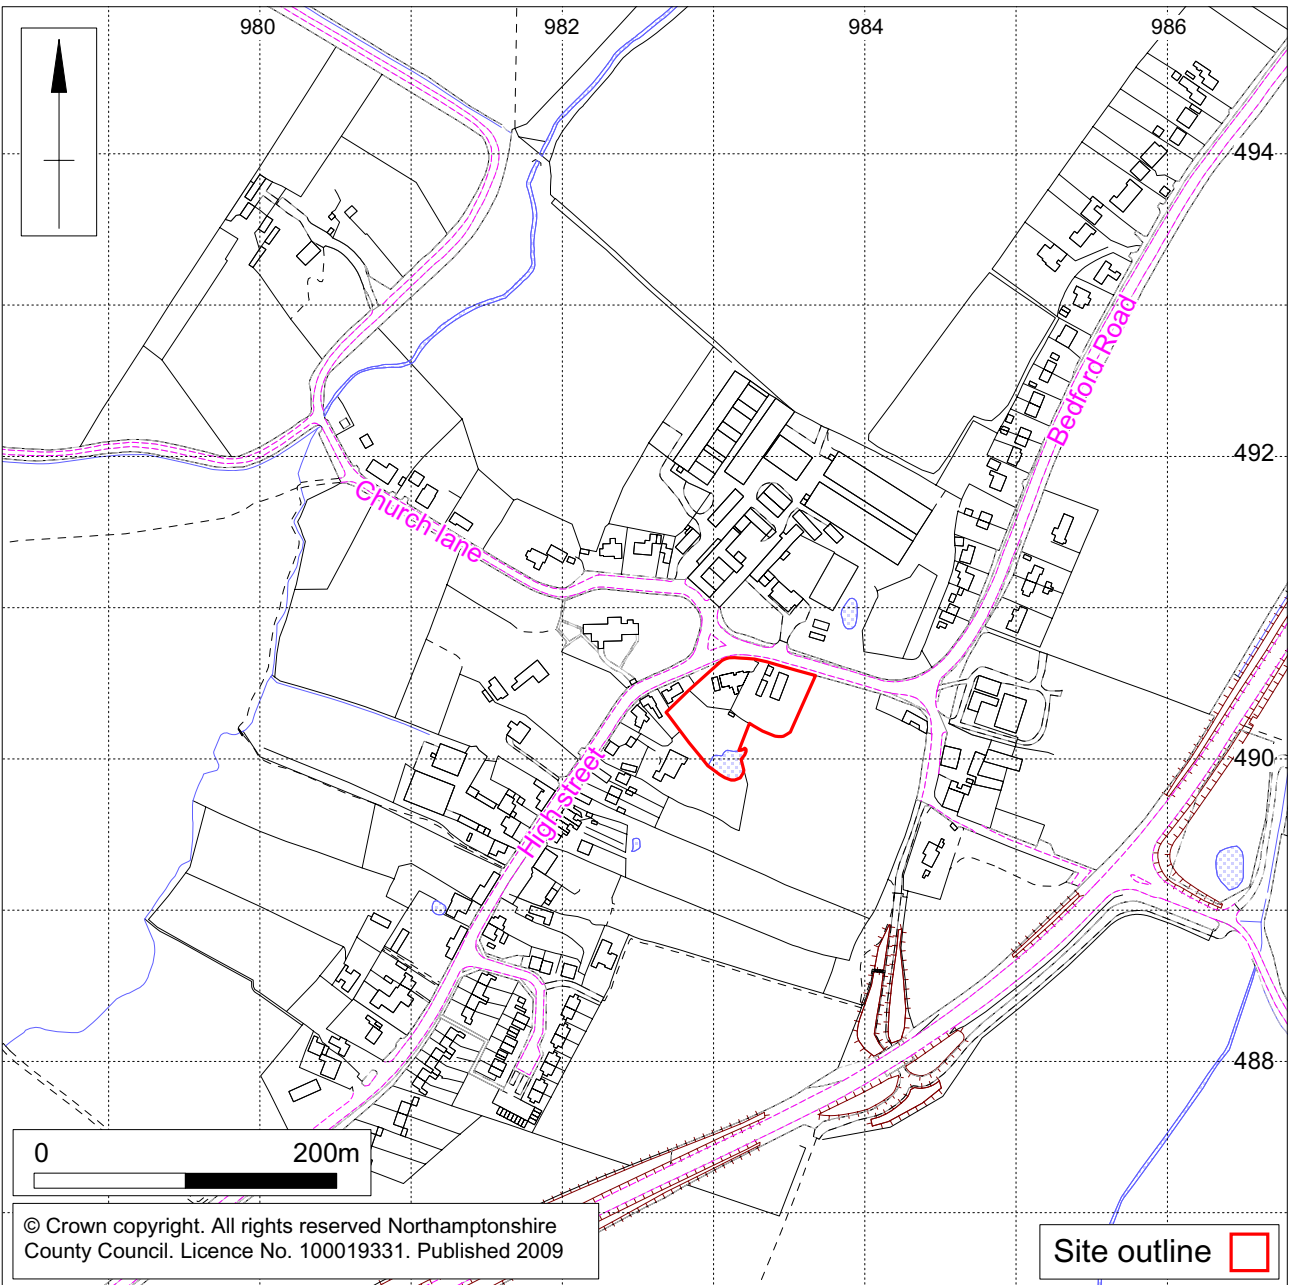 980
982
984
986
494
Bedford Road
492
Church lane
490
High street
488
0
200m
© Crown copyright. All rights reserved Northamptonshire
County Council. Licence No. 100019331. Published 2009
Site outline